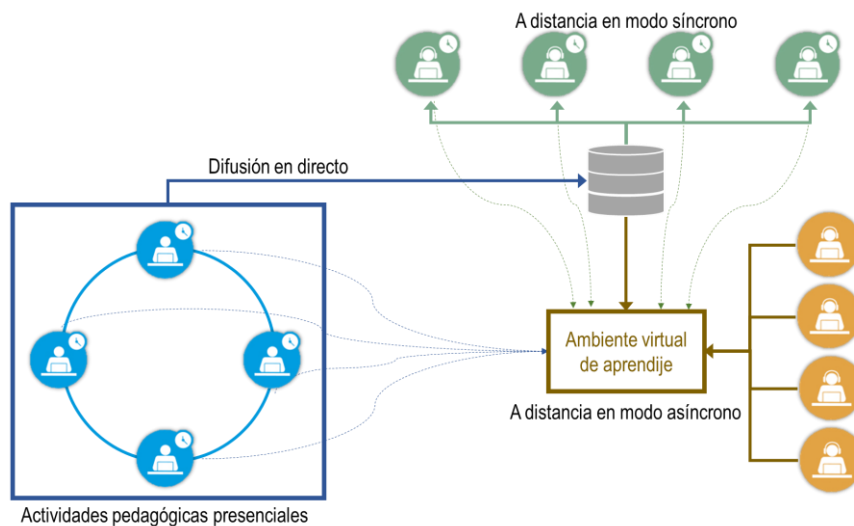 A distancia en modo síncrono
Difusión en directo
Ambiente virtual
de aprendije
A distancia en modo asíncrono
Actividades pedagógicas presenciales